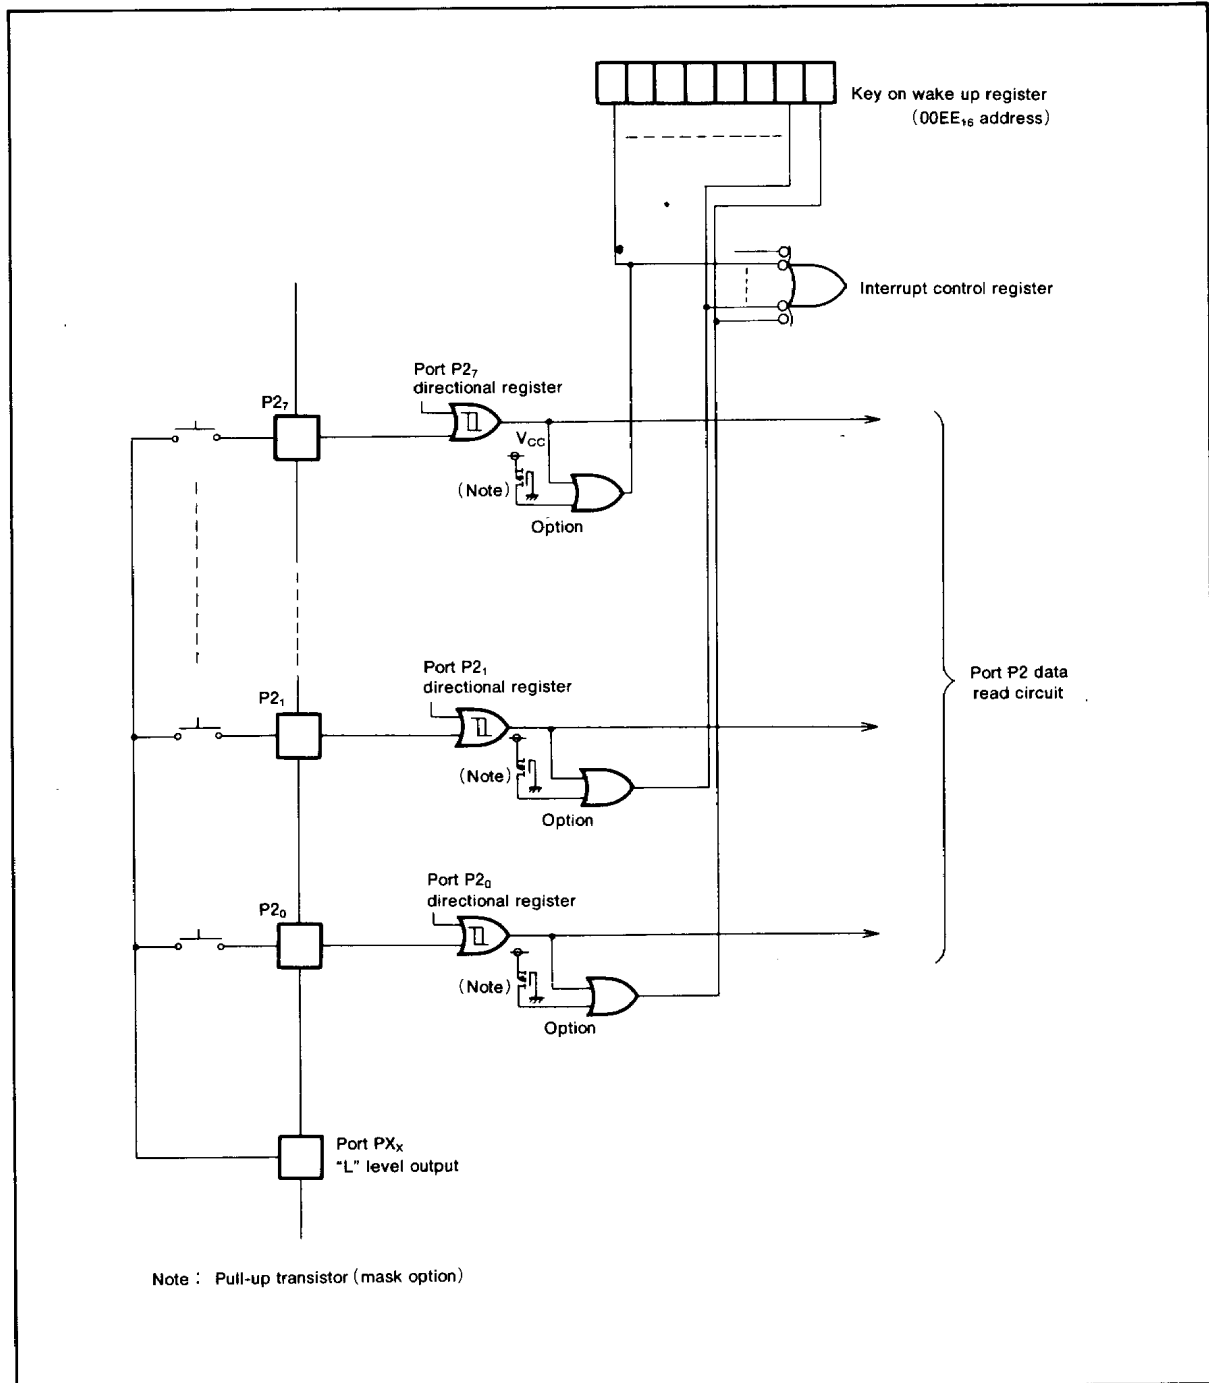 Key on wake up register
(00EE₁₆ address)
Interrupt control register
Port P2₇
directional register
P2₇
V_CC
(Note)
Option
Port P2₁
directional register
P2₁
(Note)
Option
Port P2 data
read circuit
Port P2₀
directional register
P2₀
(Note)
Option
Port PXₓ
“L” level output
Note : Pull-up transistor (mask option)